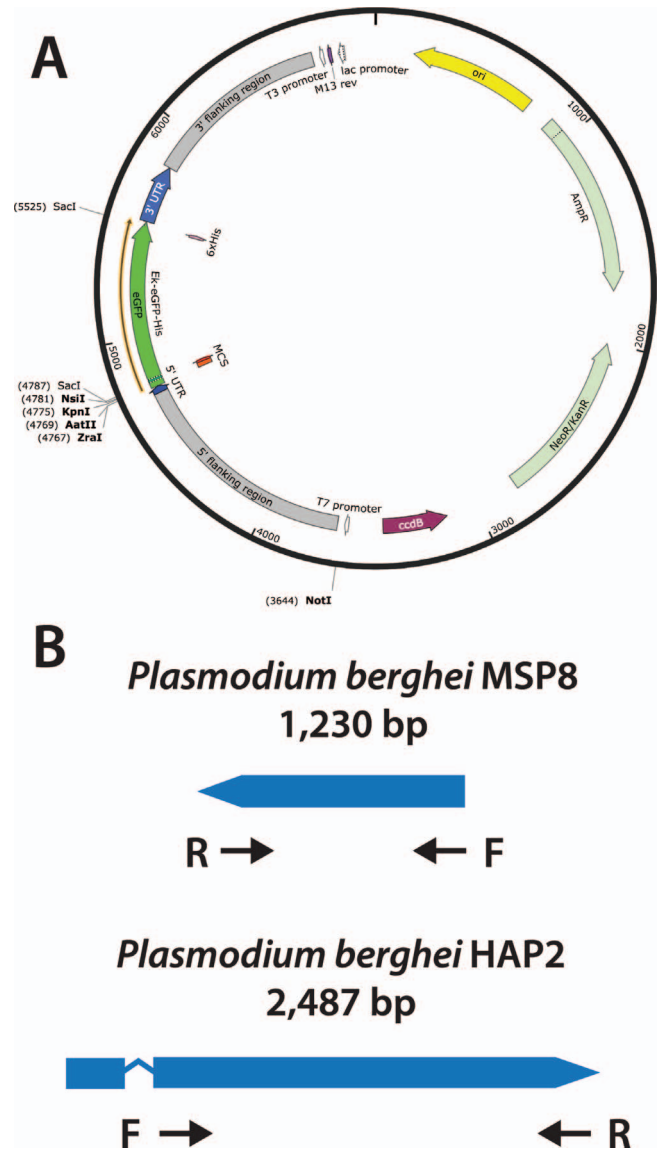 A
T3 promoter
M13 rev
lac promoter
ori
1000
AmpR
2000
NeoR/KanR
3000
ccdB
T7 promoter
(3644) NotI
4000
5' flanking region
5' UTR
MCS
(4787) SacI
(4781) NsiI
(4775) KpnI
(4769) AatII
(4767) ZraI
5000
eGFP
Ek-eGFP-His
6xHis
(5525) SacI
3' UTR
6000
3' flanking region
B
Plasmodium berghei MSP8
1,230 bp
R F
Plasmodium berghei HAP2
2,487 bp
F R